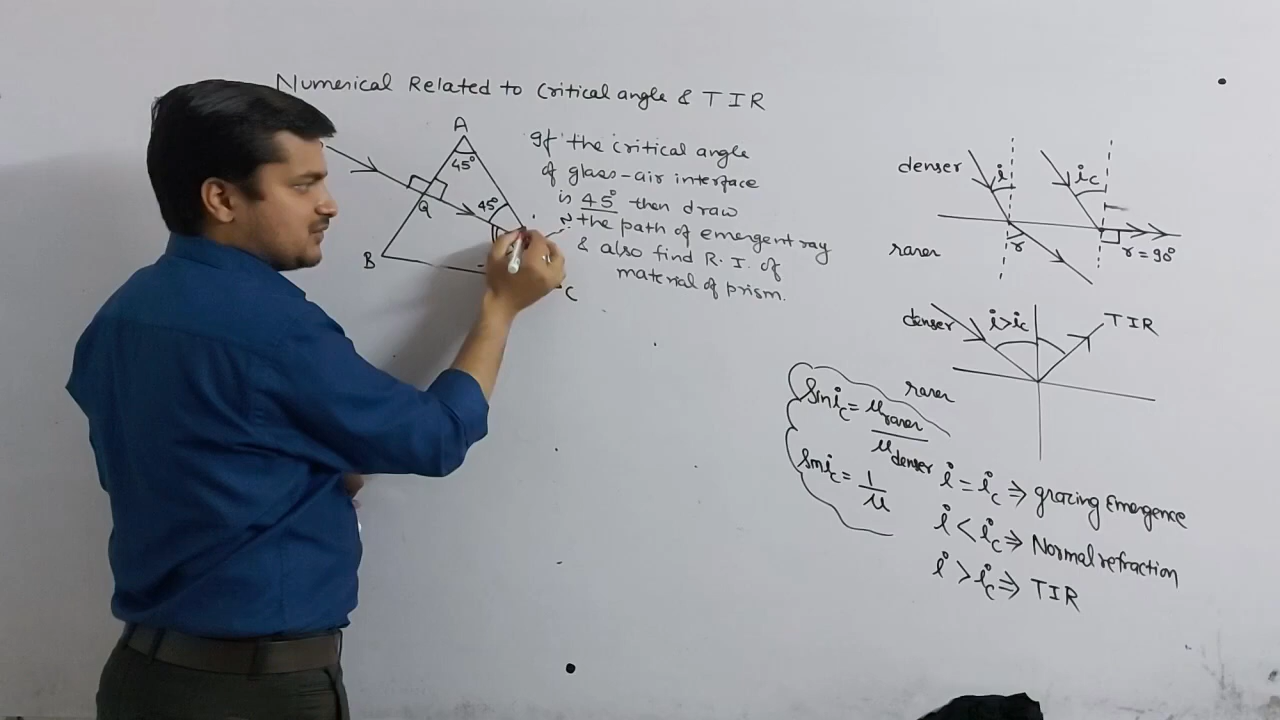 Numerical Related to Critical angle & TIR
A
45°
45°
Q
B
C
N
If the critical angle
of glass-air interface
is 45° then draw
the path of emergent ray
& also find R.I. of
material of prism.
denser
i
ic
r
rarer
r = 90°
denser
i>ic
TIR
rarer
Sin ic = μrarer / μdenser
Sin ic = 1/μ
i = ic ⇒ grazing Emergence
i < ic ⇒ Normal refraction
i > ic ⇒ TIR